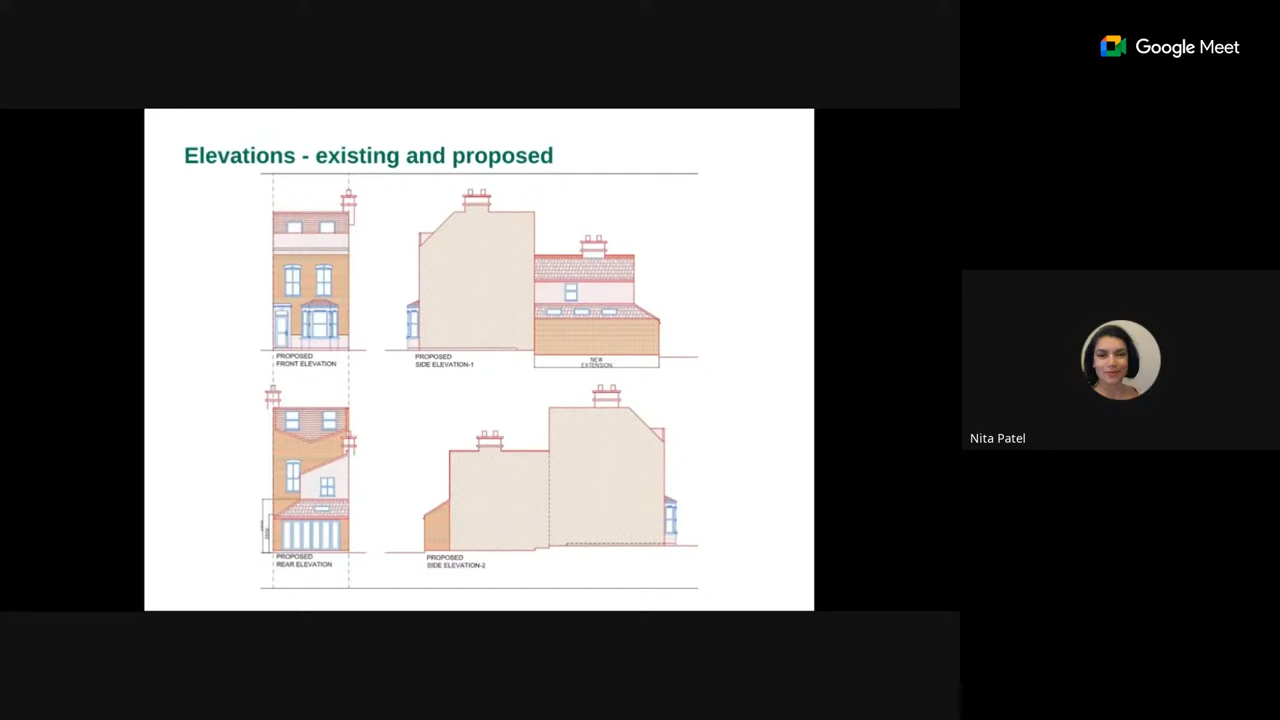 Google Meet
Elevations - existing and proposed
PROPOSED
FRONT ELEVATION
PROPOSED
SIDE ELEVATION-1
NEW
EXTENSION
PROPOSED
REAR ELEVATION
PROPOSED
SIDE ELEVATION-2
Nita Patel